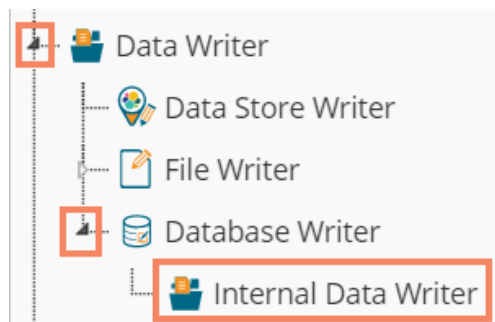 Data Writer
Data Store Writer
File Writer
Database Writer
Internal Data Writer